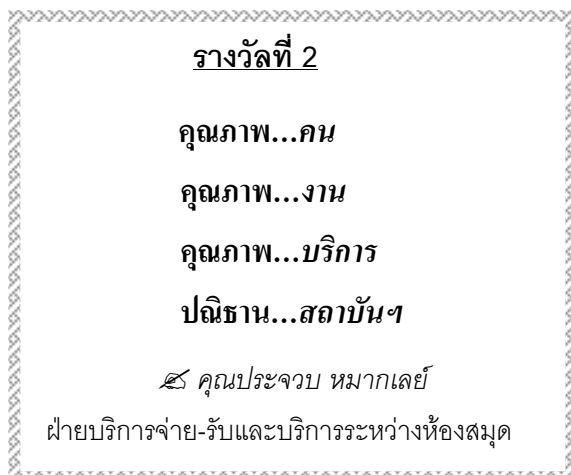 รางวัลที่ 2
คุณภาพ...คน
คุณภาพ...งาน
คุณภาพ...บริการ
ปณิธาน...สถาบันฯ
✍ คุณประจวบ หมากเลย์
ฝ่ายบริการจ่าย-รับและบริการระหว่างห้องสมุด